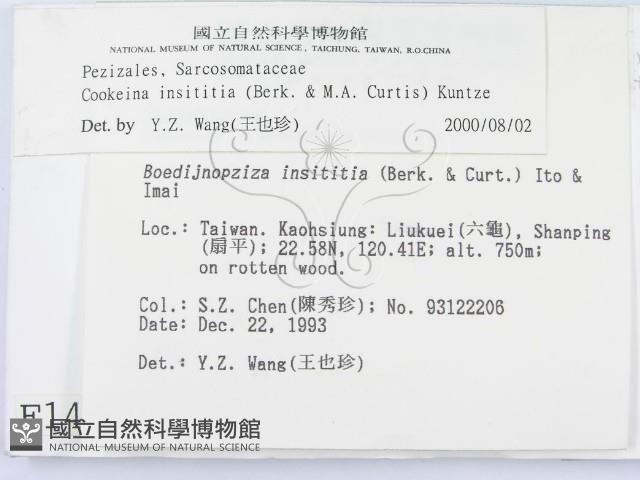 國立自然科學博物館
NATIONAL MUSEUM OF NATURAL SCIENCE, TAICHUNG, TAIWAN, R.O.CHINA
Pezizales, Sarcosomataceae
Cookeina insititia (Berk. & M.A. Curtis) Kuntze
Det. by Y.Z. Wang(王也珍) 2000/08/02
Boedijnopziza insititia (Berk. & Curt.) Ito &
Imai
Loc.: Taiwan. Kaohsiung: Liukuei(六龜), Shanping
(扇平); 22.58N, 120.41E; alt. 750m;
on rotten wood.
Col.: S.Z. Chen(陳秀珍); No. 93122206
Date: Dec. 22, 1993
Det.: Y.Z. Wang(王也珍)
F14
國立自然科學博物館
NATIONAL MUSEUM OF NATURAL SCIENCE